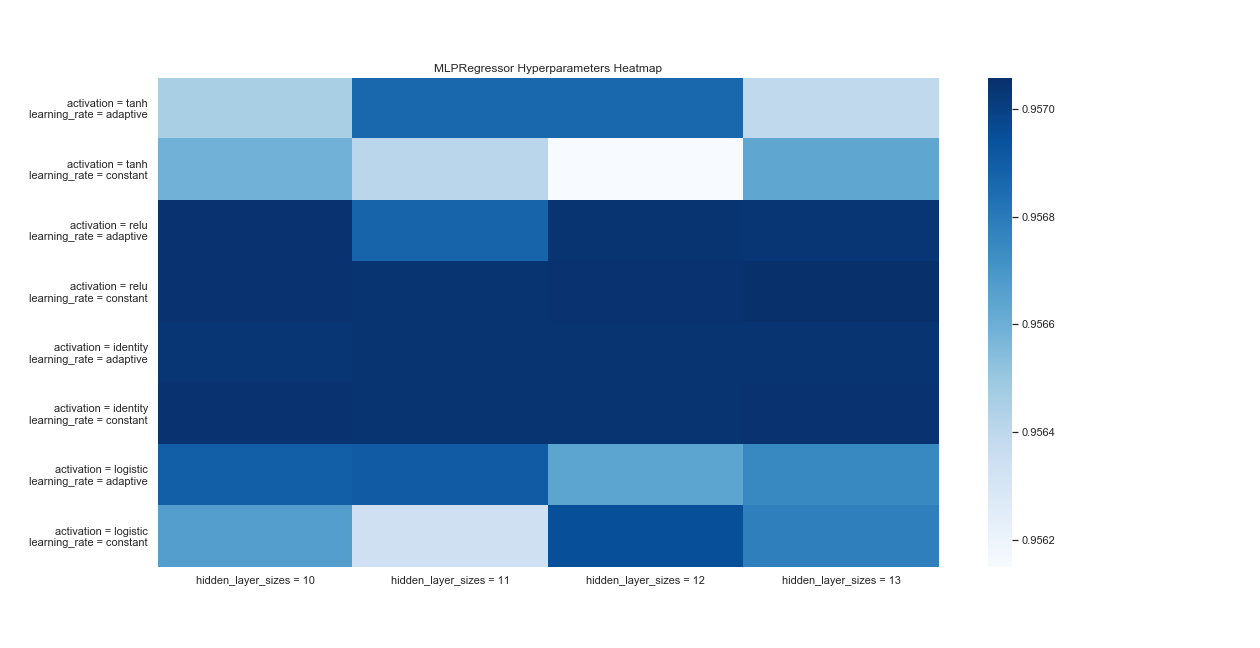 MLPRegressor Hyperparameters Heatmap
activation = tanh
learning_rate = adaptive
activation = tanh
learning_rate = constant
activation = relu
learning_rate = adaptive
activation = relu
learning_rate = constant
activation = identity
learning_rate = adaptive
activation = identity
learning_rate = constant
activation = logistic
learning_rate = adaptive
activation = logistic
learning_rate = constant
hidden_layer_sizes = 10
hidden_layer_sizes = 11
hidden_layer_sizes = 12
hidden_layer_sizes = 13
0.9570
0.9568
0.9566
0.9564
0.9562